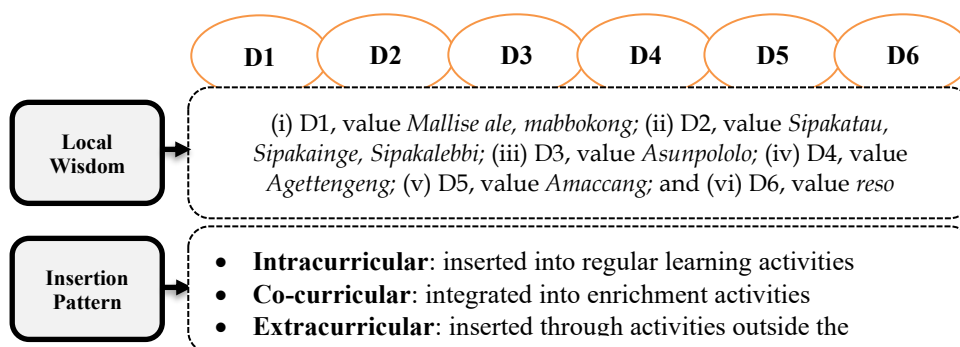 D1 D2 D3 D4 D5 D6
Local
Wisdom
(i) D1, value Mallise ale, mabbokong; (ii) D2, value Sipakatau,
Sipakainge, Sipakalebbi; (iii) D3, value Asunpololo; (iv) D4, value
Agettengeng; (v) D5, value Amaccang; and (vi) D6, value reso
Insertion
Pattern
• Intracurricular: inserted into regular learning activities
• Co-curricular: integrated into enrichment activities
• Extracurricular: inserted through activities outside the